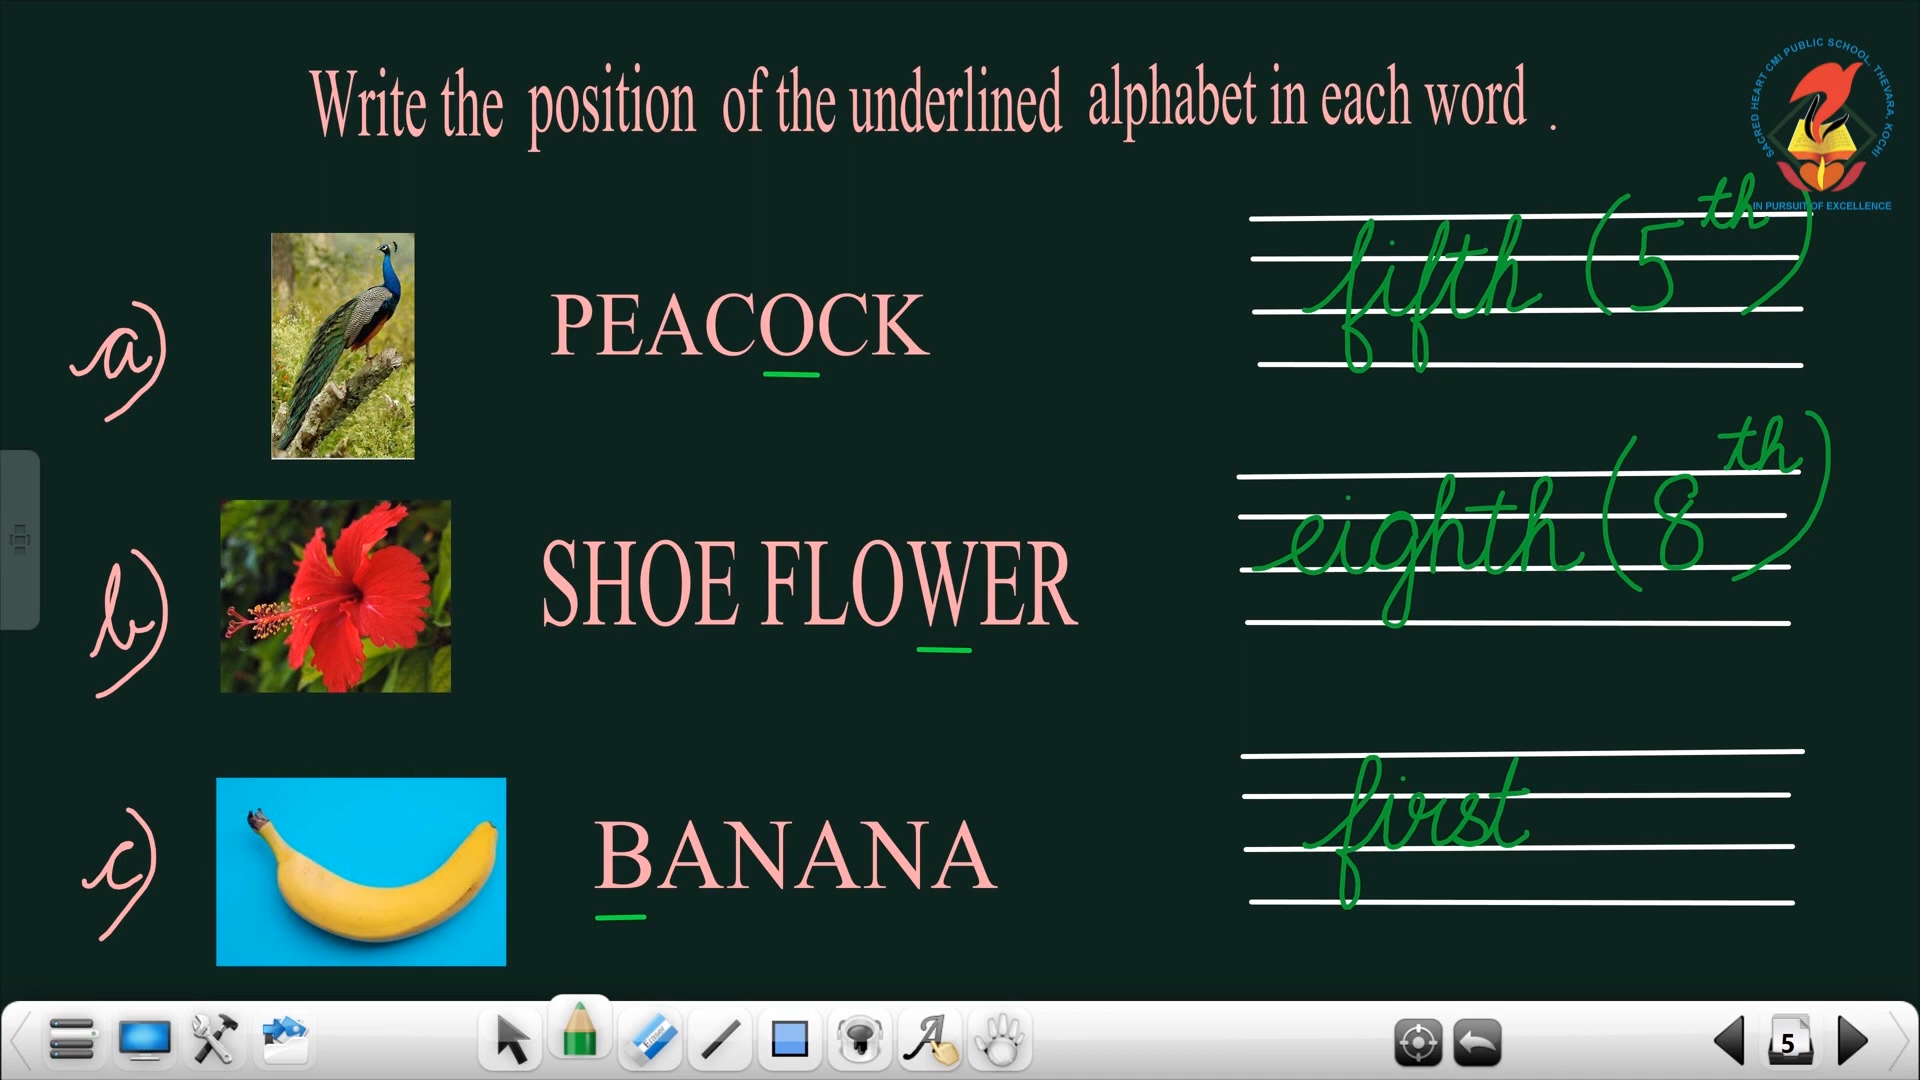 Write the position of the underlined alphabet in each word .
SACRED HEART CMI PUBLIC SCHOOL, THEVARA, KOCHI
IN PURSUIT OF EXCELLENCE
a) PEACOCK fifth (5th)
b) SHOE FLOWER eighth (8th)
c) BANANA first
Eraser
A
5